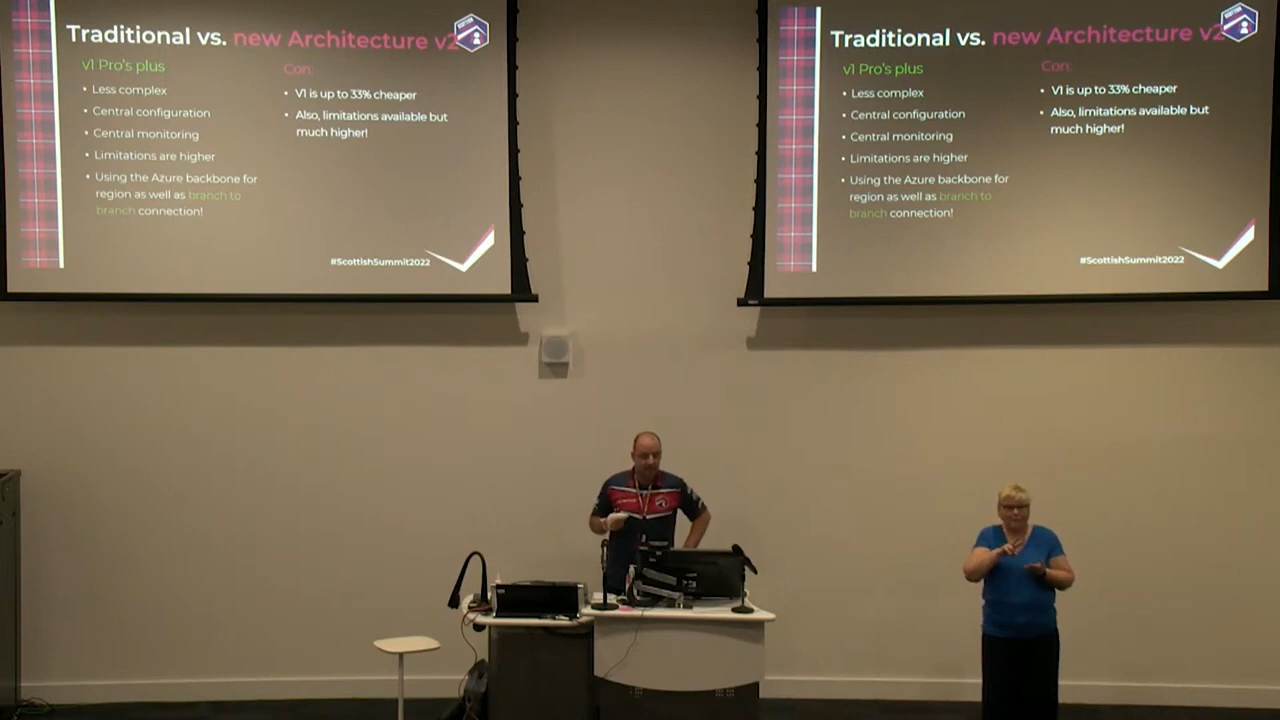 Traditional vs. new Architecture v2
v1 Pro's plus
• Less complex
• Central configuration
• Central monitoring
• Limitations are higher
• Using the Azure backbone for
region as well as branch to
branch connection!
Con:
• V1 is up to 33% cheaper
• Also, limitations available but
much higher!
#ScottishSummit2022
Traditional vs. new Architecture v2
v1 Pro's plus
• Less complex
• Central configuration
• Central monitoring
• Limitations are higher
• Using the Azure backbone for
region as well as branch to
branch connection!
Con:
• V1 is up to 33% cheaper
• Also, limitations available but
much higher!
#ScottishSummit2022